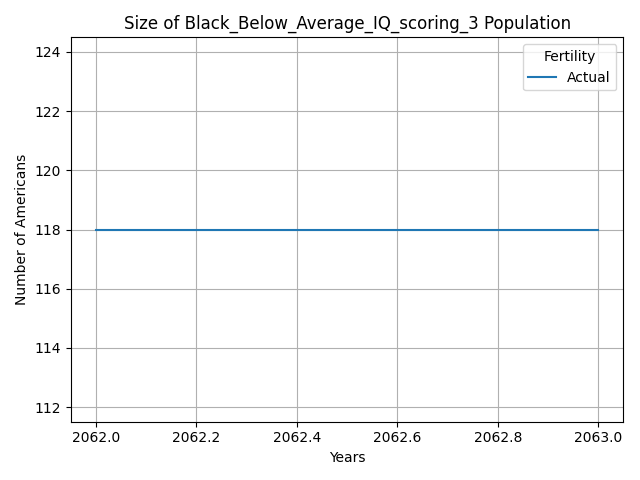 Size of Black_Below_Average_IQ_scoring_3 Population
Fertility
Actual
Number of Americans
124
122
120
118
116
114
112
2062.0 2062.2 2062.4 2062.6 2062.8 2063.0
Years